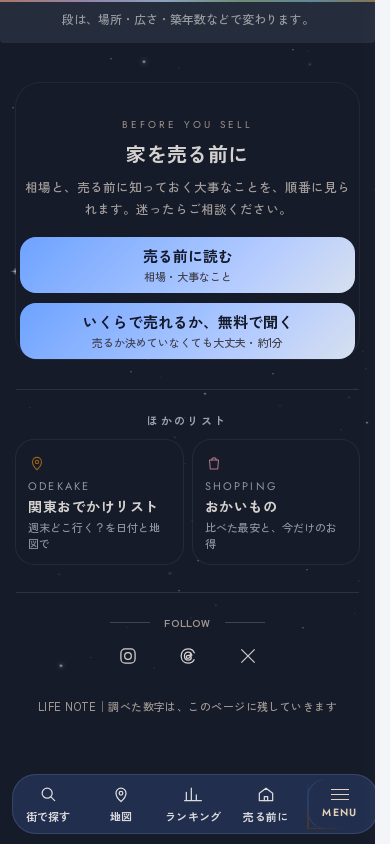 段は、場所・広さ・築年数などで変わります。
BEFORE YOU SELL
家を売る前に
相場と、売る前に知っておく大事なことを、順番に見ら
れます。迷ったらご相談ください。
売る前に読む
相場・大事なこと
いくらで売れるか、無料で聞く
売るか決めていなくても大丈夫・約1分
ほかのリスト
ODEKAKE
関東おでかけリスト
週末どこ行く？を日付と地
図で
SHOPPING
おかいもの
比べた最安と、今だけのお
得
FOLLOW
LIFE NOTE｜調べた数字は、このページに残していきます
街で探す
地図
ランキング
売る前に
MENU